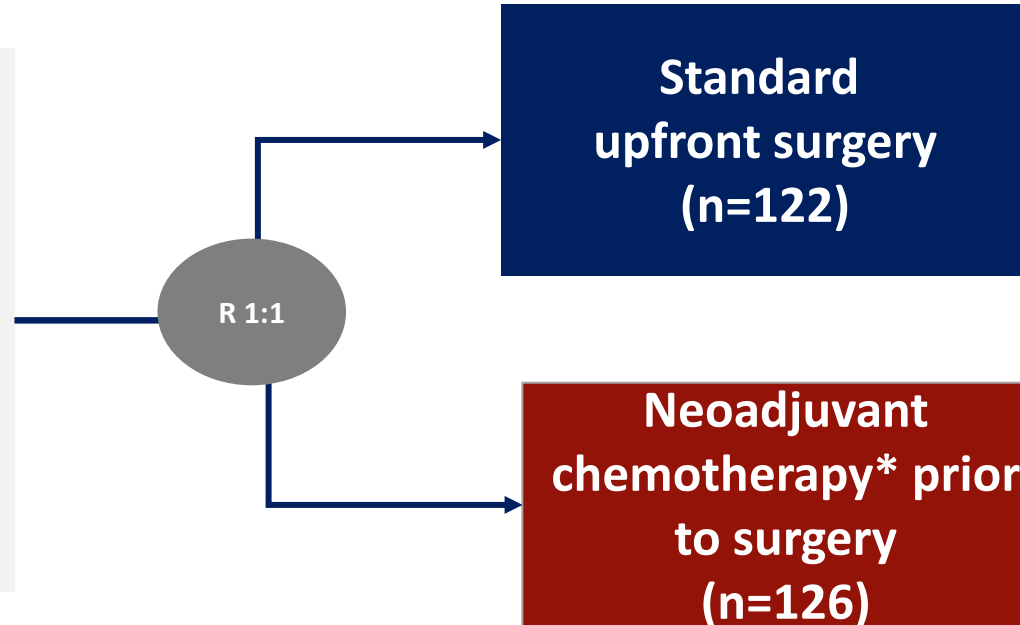 Standard
upfront surgery
(n=122)
R 1:1
Neoadjuvant
chemotherapy* prior
to surgery
(n=126)